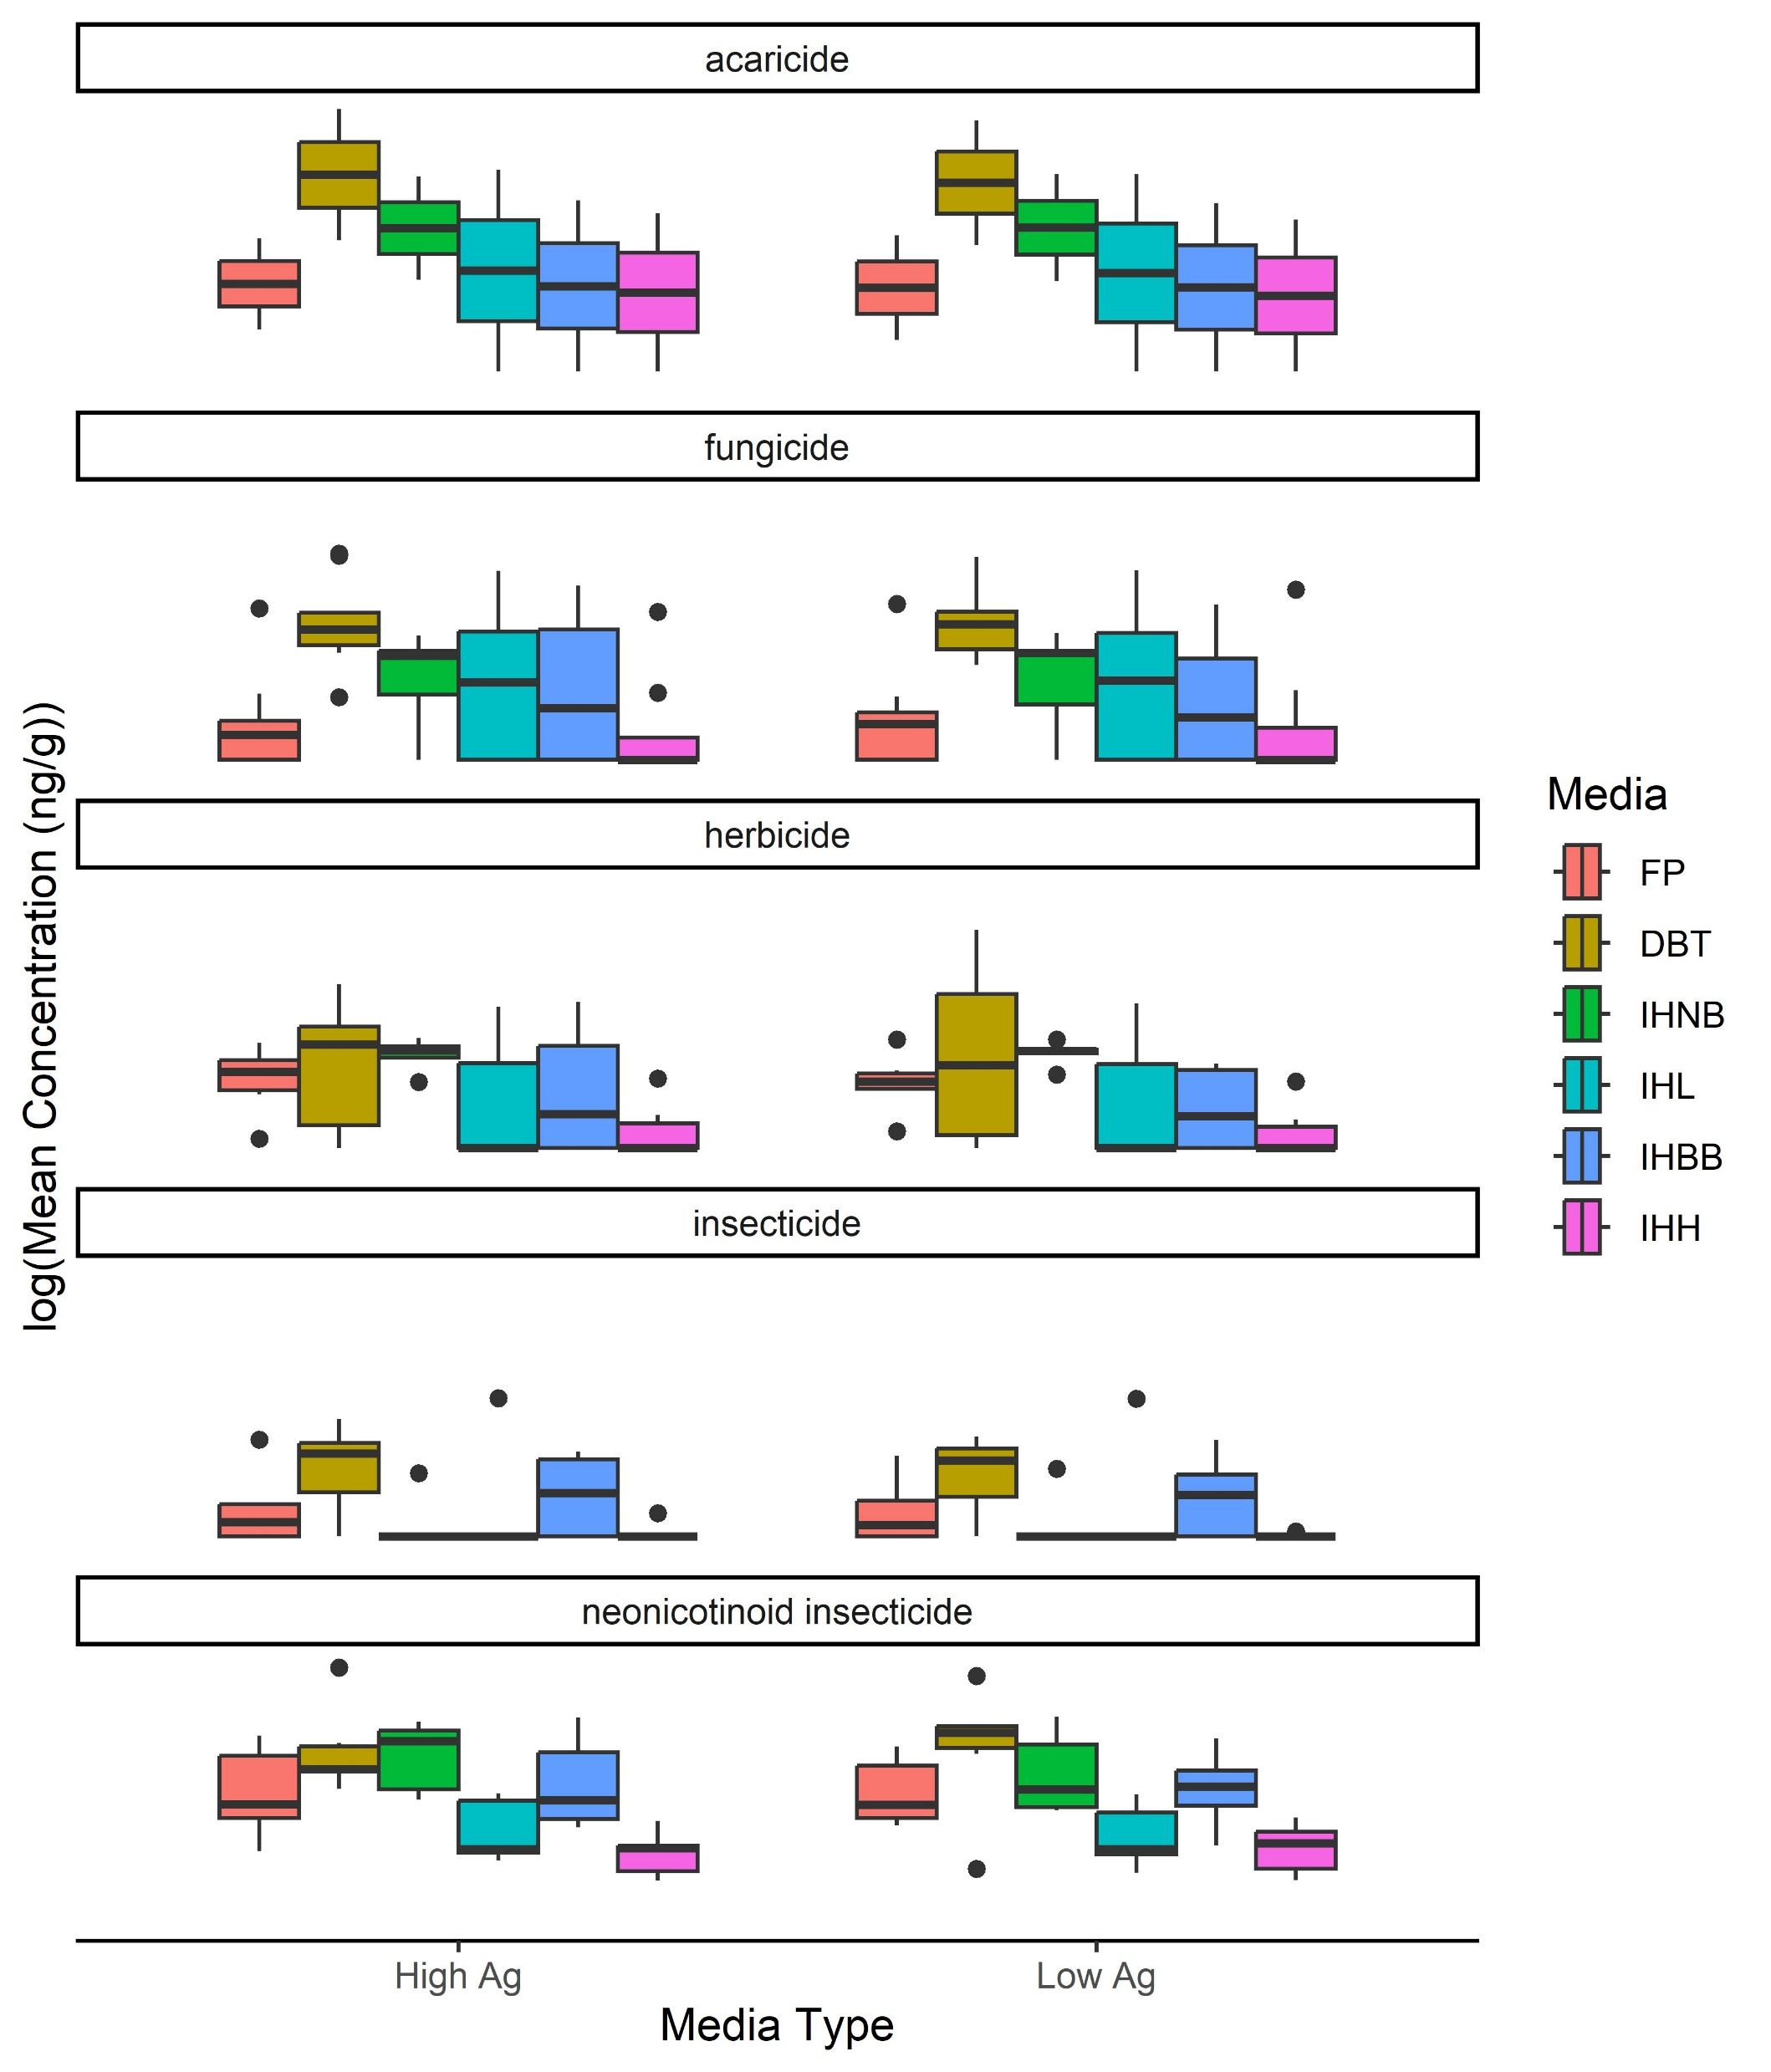 acaricide
fungicide
herbicide
insecticide
neonicotinoid insecticide
log(Mean Concentration (ng/g))
High Ag
Low Ag
Media Type
Media
FP
DBT
IHNB
IHL
IHBB
IHH